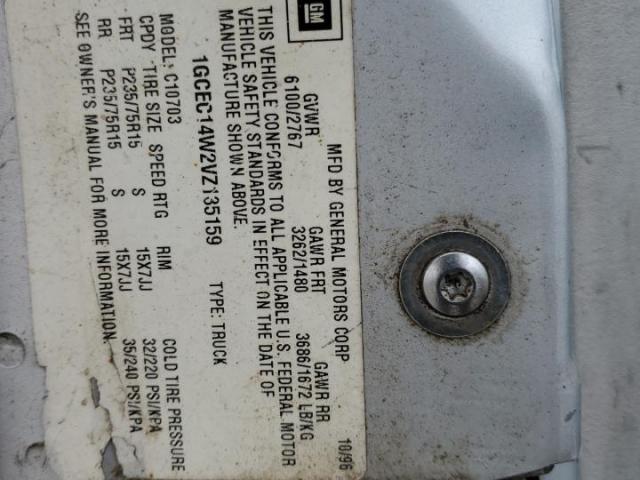 GM
MFD BY GENERAL MOTORS CORP 10/96
GVWR GAWR FRT GAWR RR
6100/2767 3262/1480 3686/1672 LB/KG
THIS VEHICLE CONFORMS TO ALL APPLICABLE U.S. FEDERAL MOTOR
VEHICLE SAFETY STANDARDS IN EFFECT ON THE DATE OF
MANUFACTURE SHOWN ABOVE.
1GCEC14W2VZ135159 TYPE: TRUCK
MODEL: C10703
CPDY TIRE SIZE SPEED RTG RIM COLD TIRE PRESSURE
FRT P235/75R15 S 15X7JJ 32/220 PSI/KPA
RR P235/75R15 S 15X7JJ 35/240 PSI/KPA
SEE OWNER'S MANUAL FOR MORE INFORMATION.